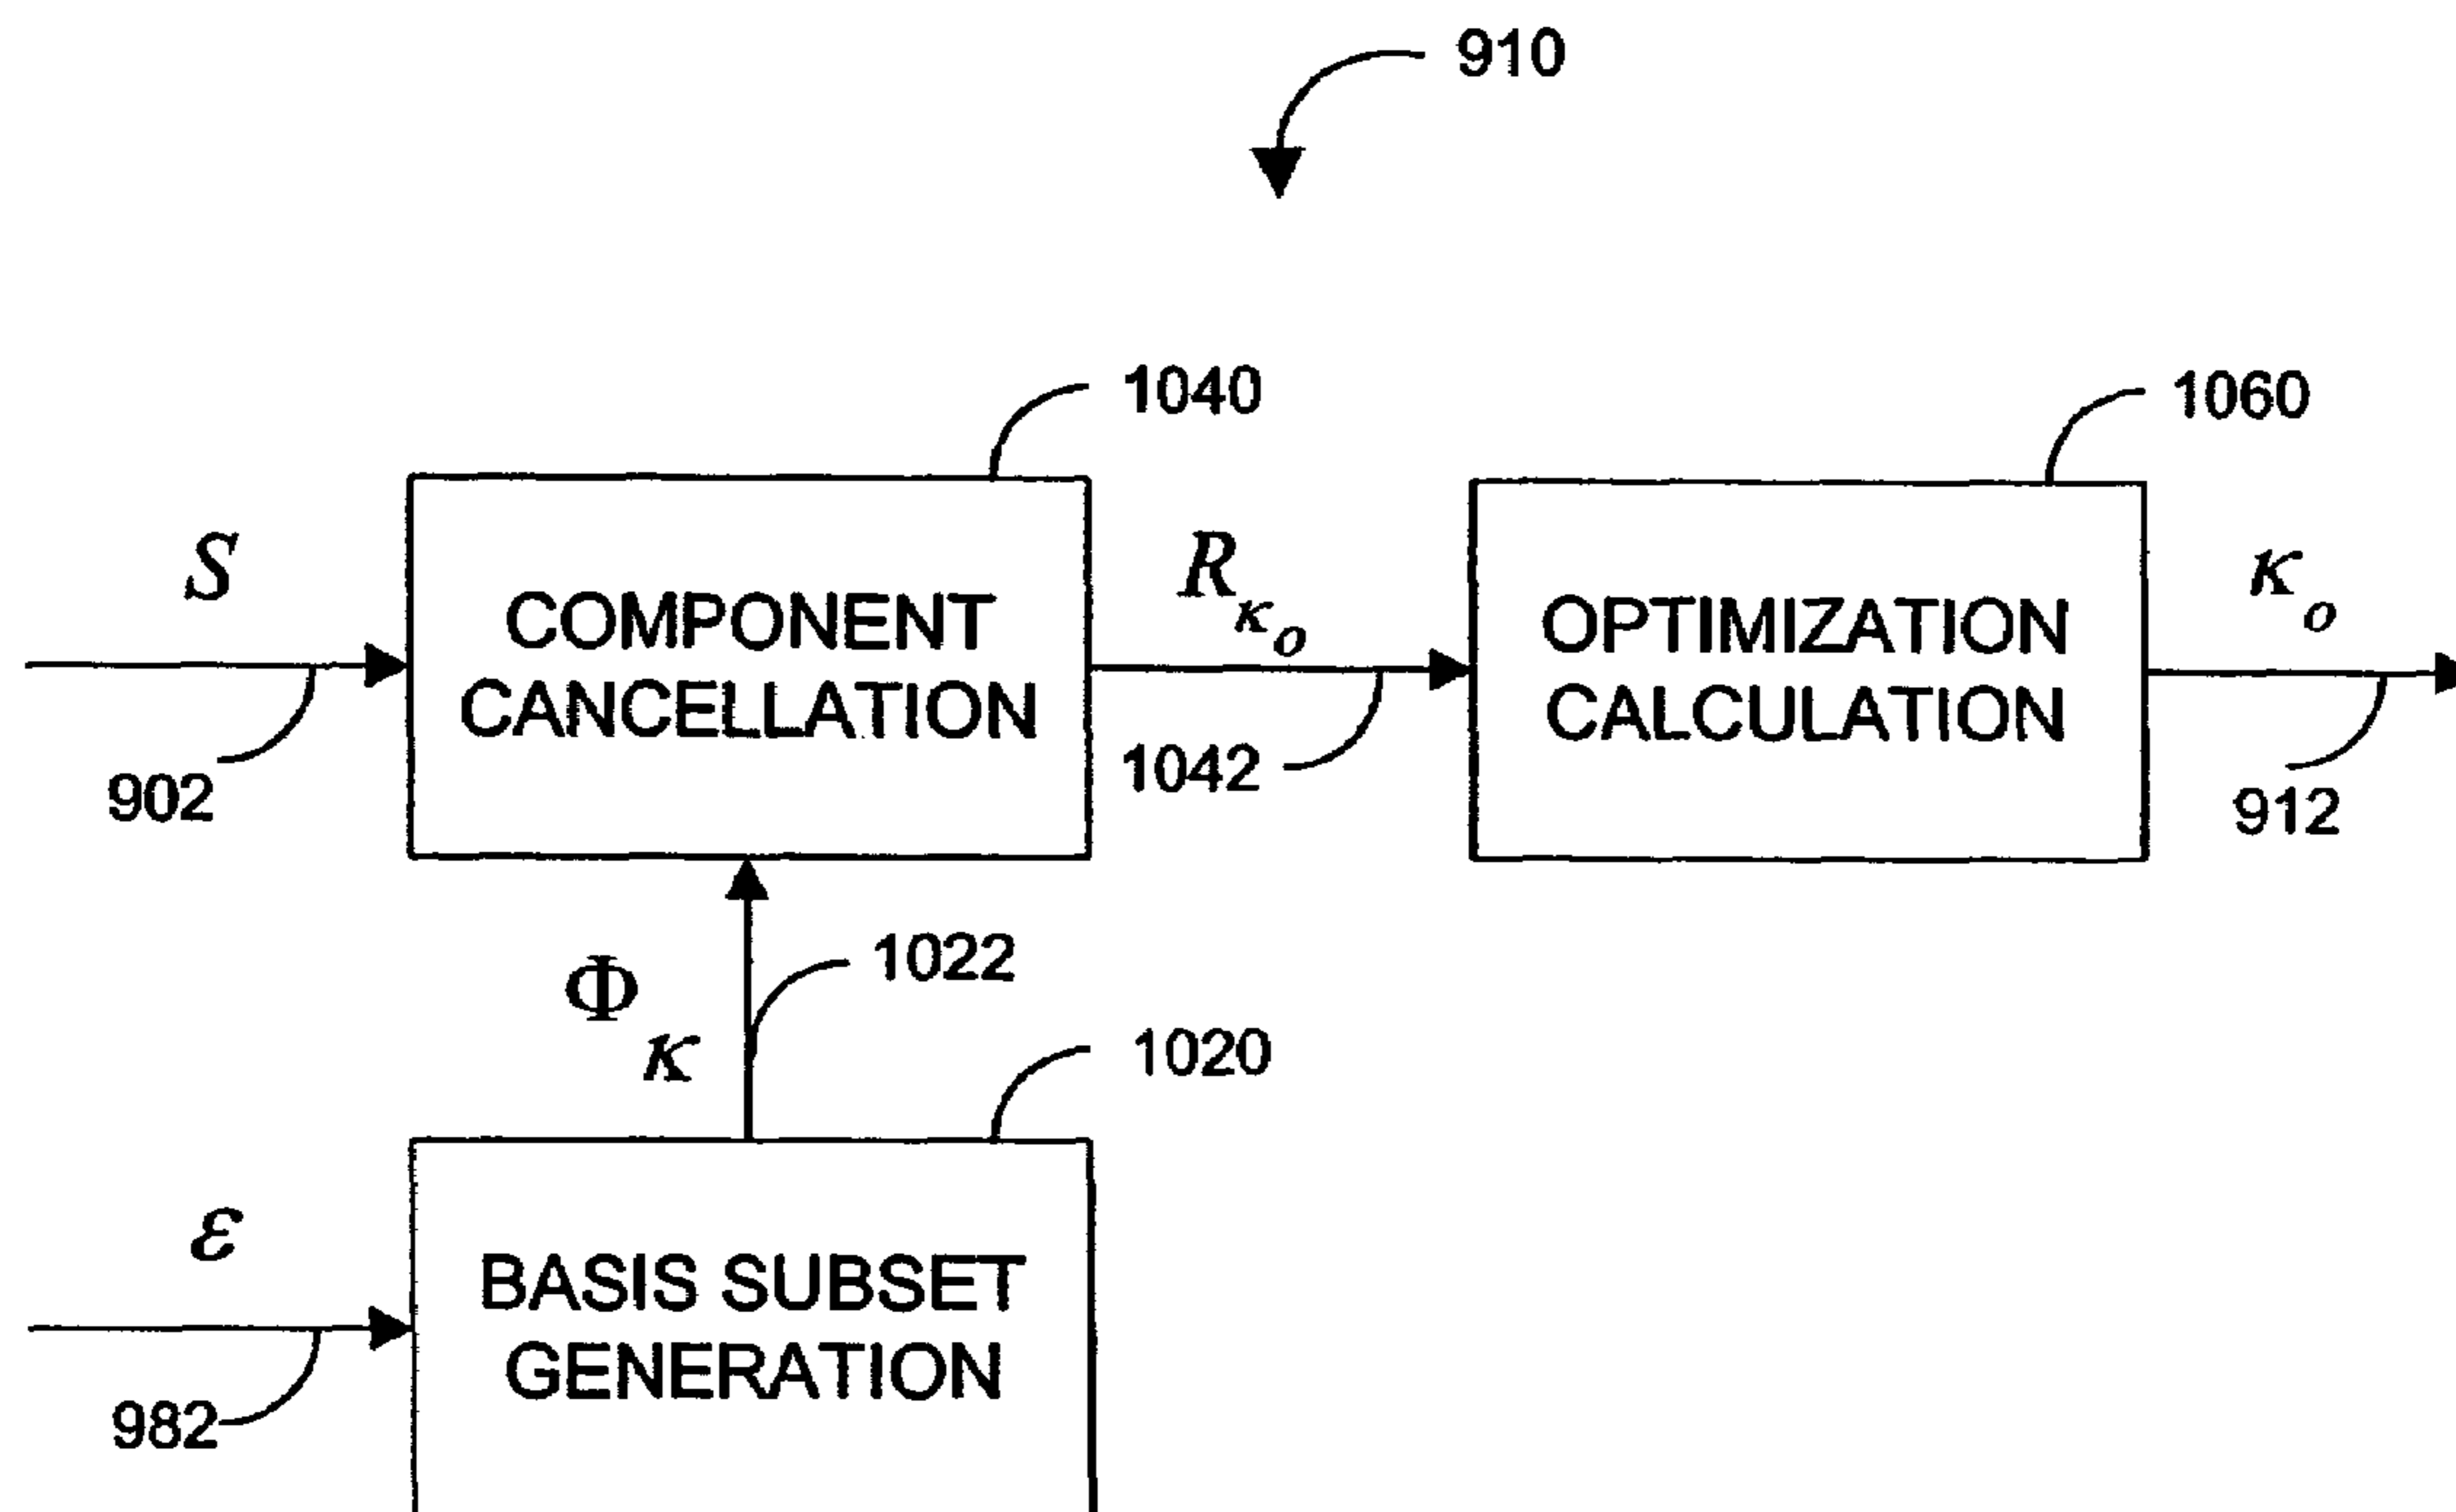 910
1040
1060
S
COMPONENT
CANCELLATION
R κ o
OPTIMIZATION
CALCULATION
κ o
902
1042
912
Φ κ
1022
1020
ε
BASIS SUBSET
GENERATION
982